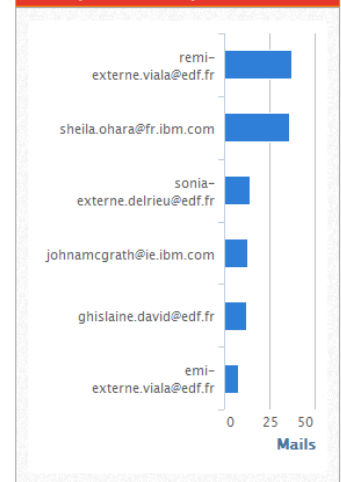 remi-
externe.viala@edf.fr
sheila.ohara@fr.ibm.com
sonia-
externe.delrieu@edf.fr
johnamcgrath@ie.ibm.com
ghislaine.david@edf.fr
emi-
externe.viala@edf.fr
0 25 50
Mails